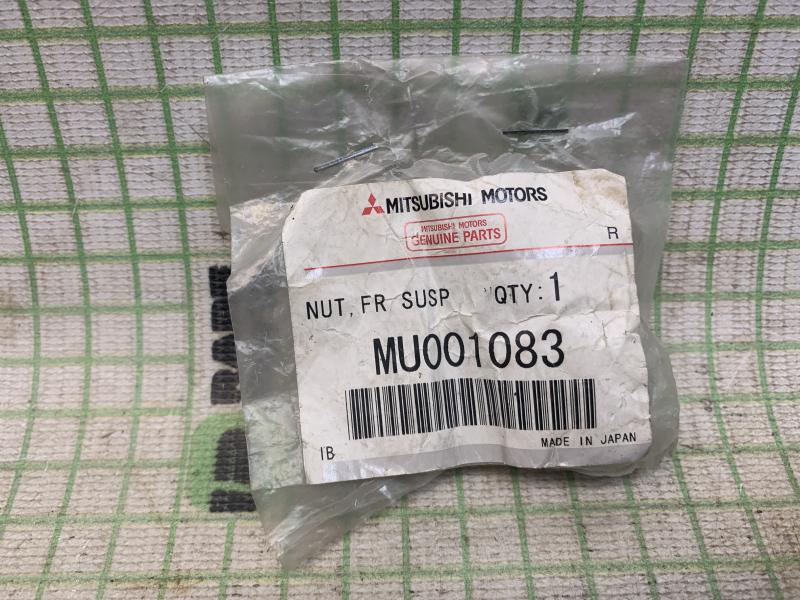 MITSUBISHI MOTORS
MITSUBISHI MOTORS
GENUINE PARTS
R
NUT, FR SUSP QTY: 1
MU001083
IB
MADE IN JAPAN